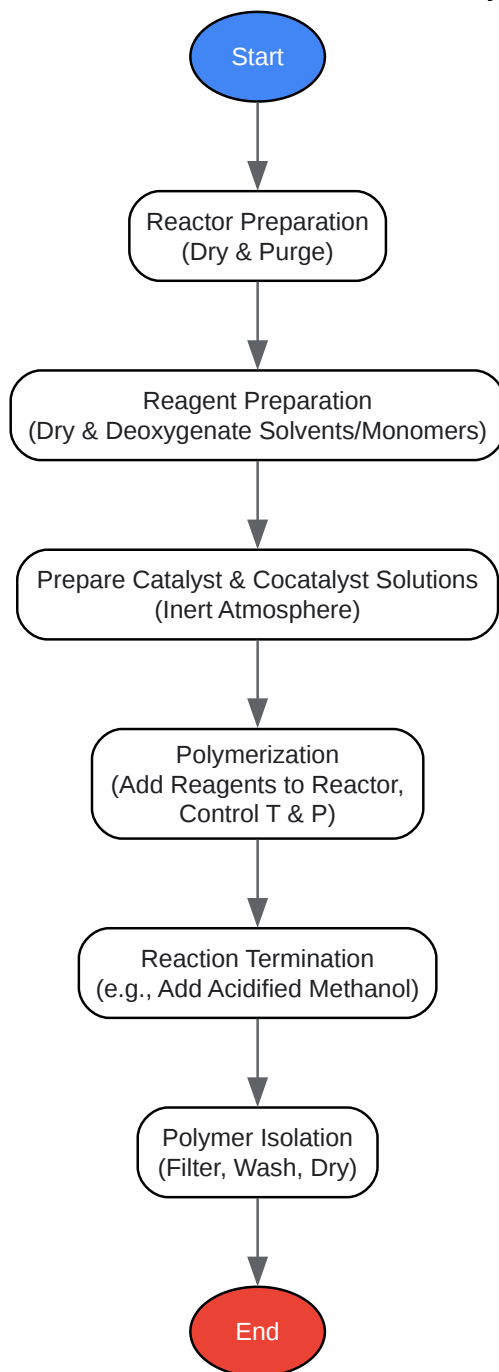 Start
Reactor Preparation
(Dry & Purge)
Reagent Preparation
(Dry & Deoxygenate Solvents/Monomers)
Prepare Catalyst & Cocatalyst Solutions
(Inert Atmosphere)
Polymerization
(Add Reagents to Reactor,
Control T & P)
Reaction Termination
(e.g., Add Acidified Methanol)
Polymer Isolation
(Filter, Wash, Dry)
End